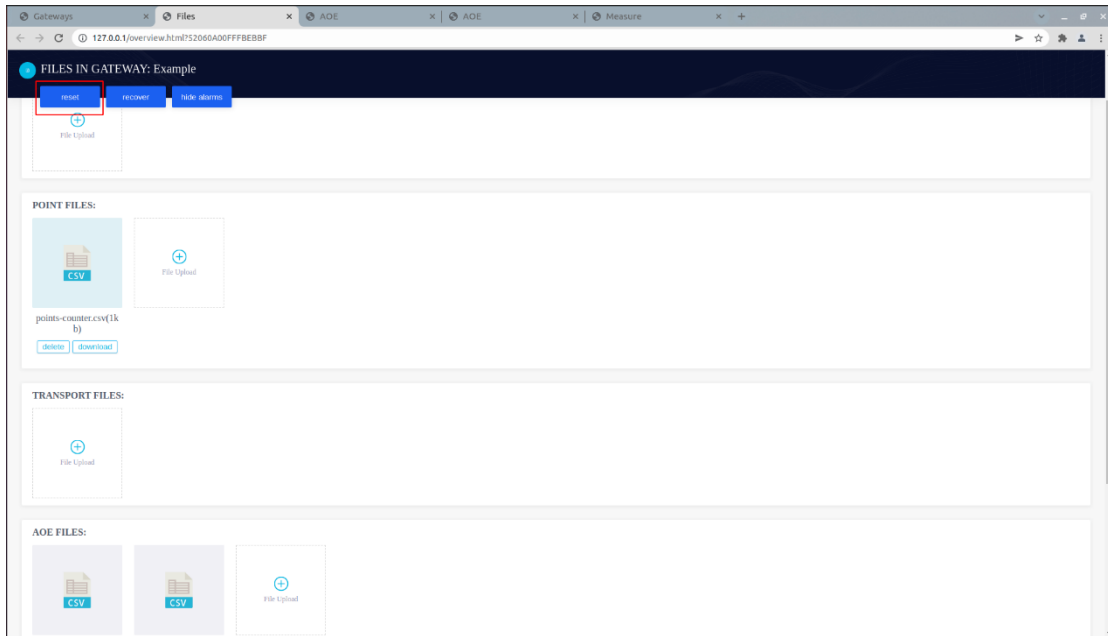 Gateways
Files
AOE
AOE
Measure
127.0.0.1/overview.html?52060A00FFFBEBBF
FILES IN GATEWAY: Example
reset
recover
hide alarms
File Upload
POINT FILES:
CSV
File Upload
points-counter.csv(1k
b)
delete
download
TRANSPORT FILES:
File Upload
AOE FILES:
CSV
CSV
File Upload